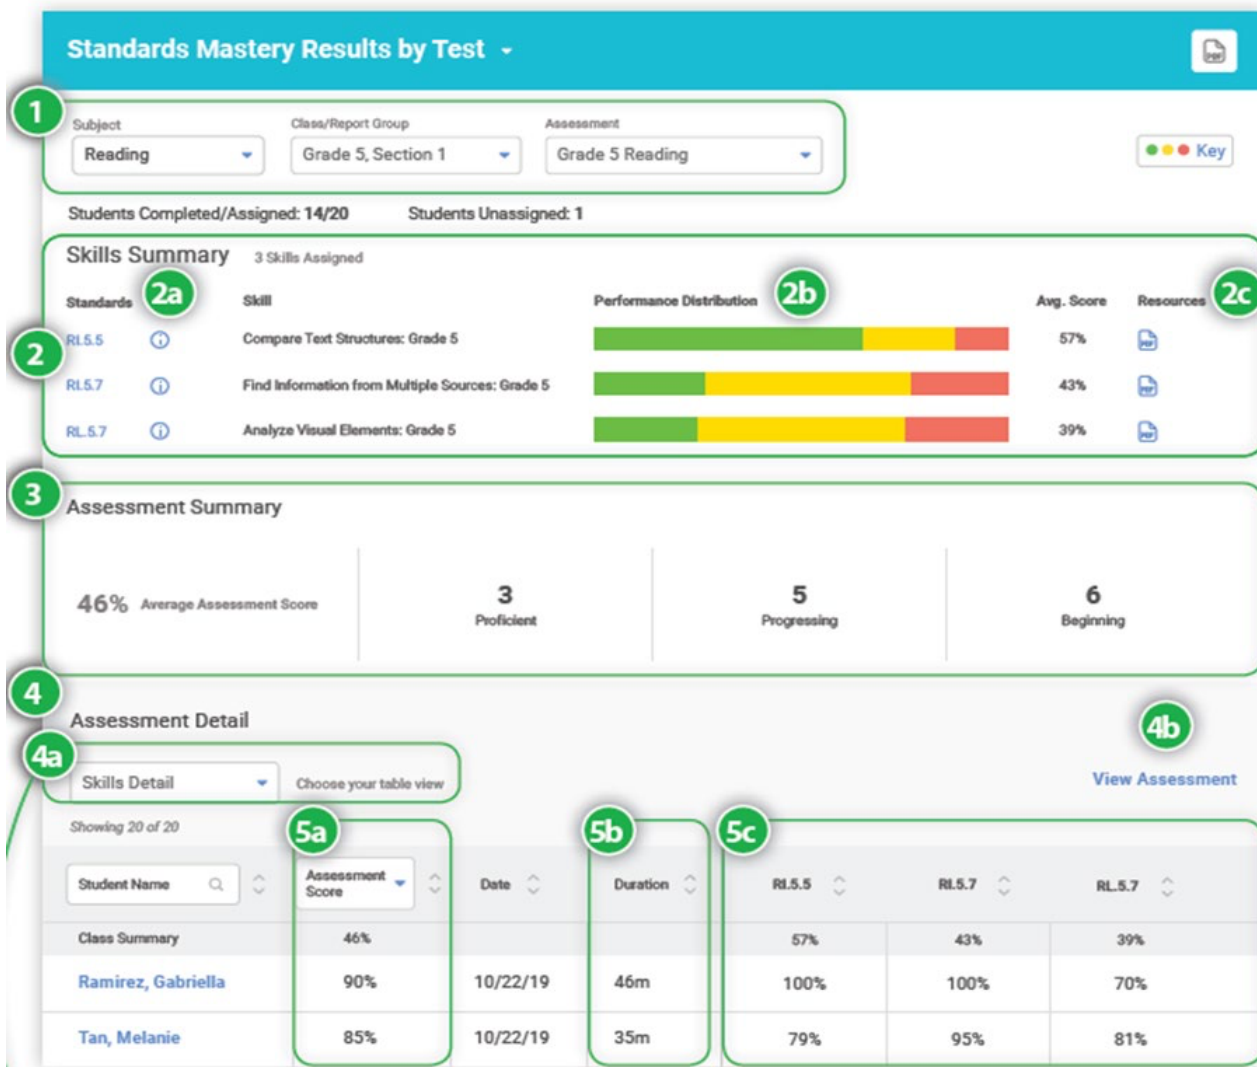 Standards Mastery Results by Test
PDF
1
Subject
Class/Report Group
Assessment
Reading
Grade 5, Section 1
Grade 5 Reading
Key
Students Completed/Assigned: 14/20
Students Unassigned: 1
Skills Summary
3 Skills Assigned
2
Standards
2a
Skill
Performance Distribution
2b
Avg. Score
Resources
2c
RI.5.5
Compare Text Structures: Grade 5
57%
PDF
RI.5.7
Find Information from Multiple Sources: Grade 5
43%
PDF
RL.5.7
Analyze Visual Elements: Grade 5
39%
PDF
3
Assessment Summary
46% Average Assessment Score
3
Proficient
5
Progressing
6
Beginning
4
Assessment Detail
4a
Skills Detail
Choose your table view
4b
View Assessment
Showing 20 of 20
5a
5b
5c
Student Name
Assessment
Score
Date
Duration
RI.5.5
RI.5.7
RL.5.7
Class Summary
46%
57%
43%
39%
Ramirez, Gabriella
90%
10/22/19
46m
100%
100%
70%
Tan, Melanie
85%
10/22/19
35m
79%
95%
81%